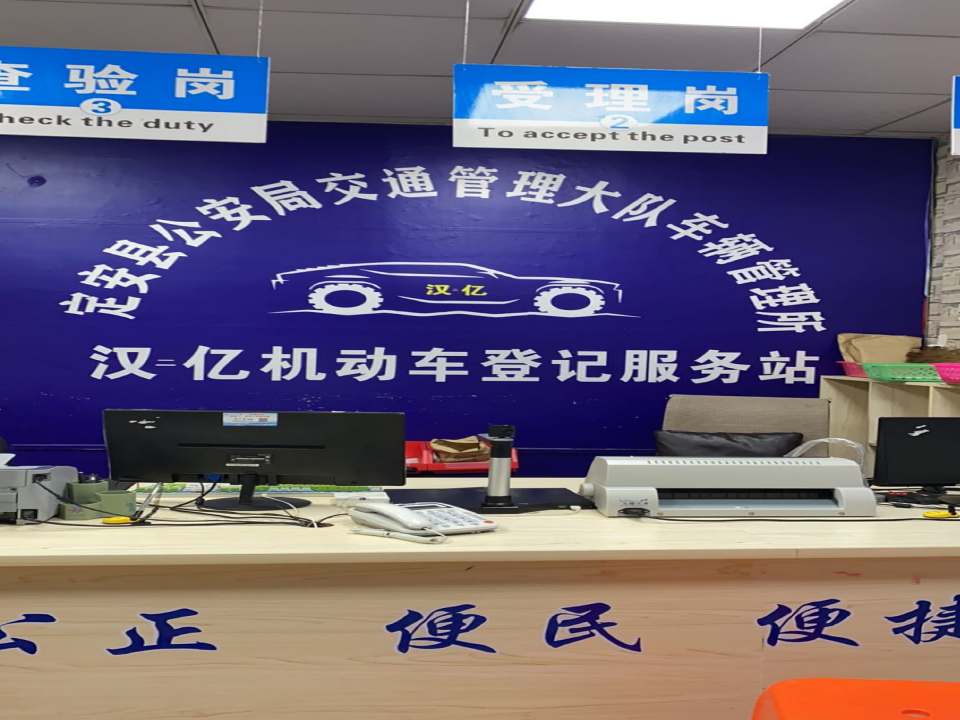 查验岗
3
heck the duty
受理岗
2
To accept the post
定安县公安局交通管理大队车辆管理所
汉亿
汉亿机动车登记服务站
公正 便民 便捷